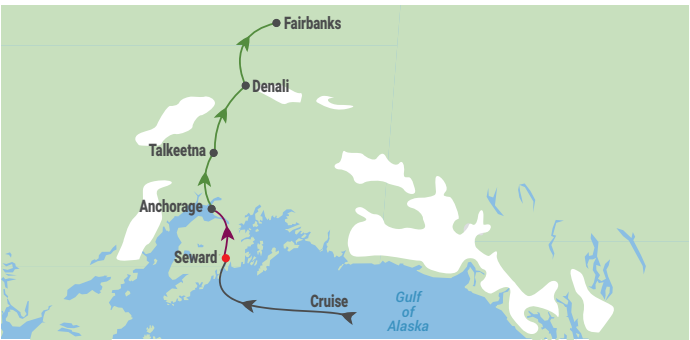 Fairbanks
Denali
Talkeetna
Anchorage
Seward
Cruise
Gulf
of
Alaska